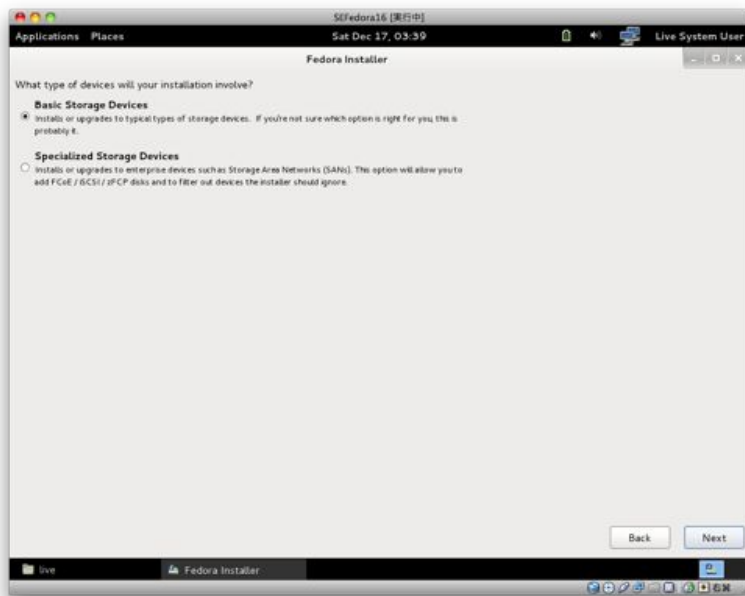 SEFedora16 [実行中]
Applications Places Sat Dec 17, 03:39 Live System User
Fedora Installer
What type of devices will your installation involve?
Basic Storage Devices
Installs or upgrades to typical types of storage devices. If you're not sure which option is right for you, this is
probably it.
Specialized Storage Devices
Installs or upgrades to enterprise devices such as Storage Area Networks (SANs). This option will allow you to
add FCoE / iSCSI / zFCP disks and to filter out devices the installer should ignore.
Back Next
live Fedora Installer
右⌘